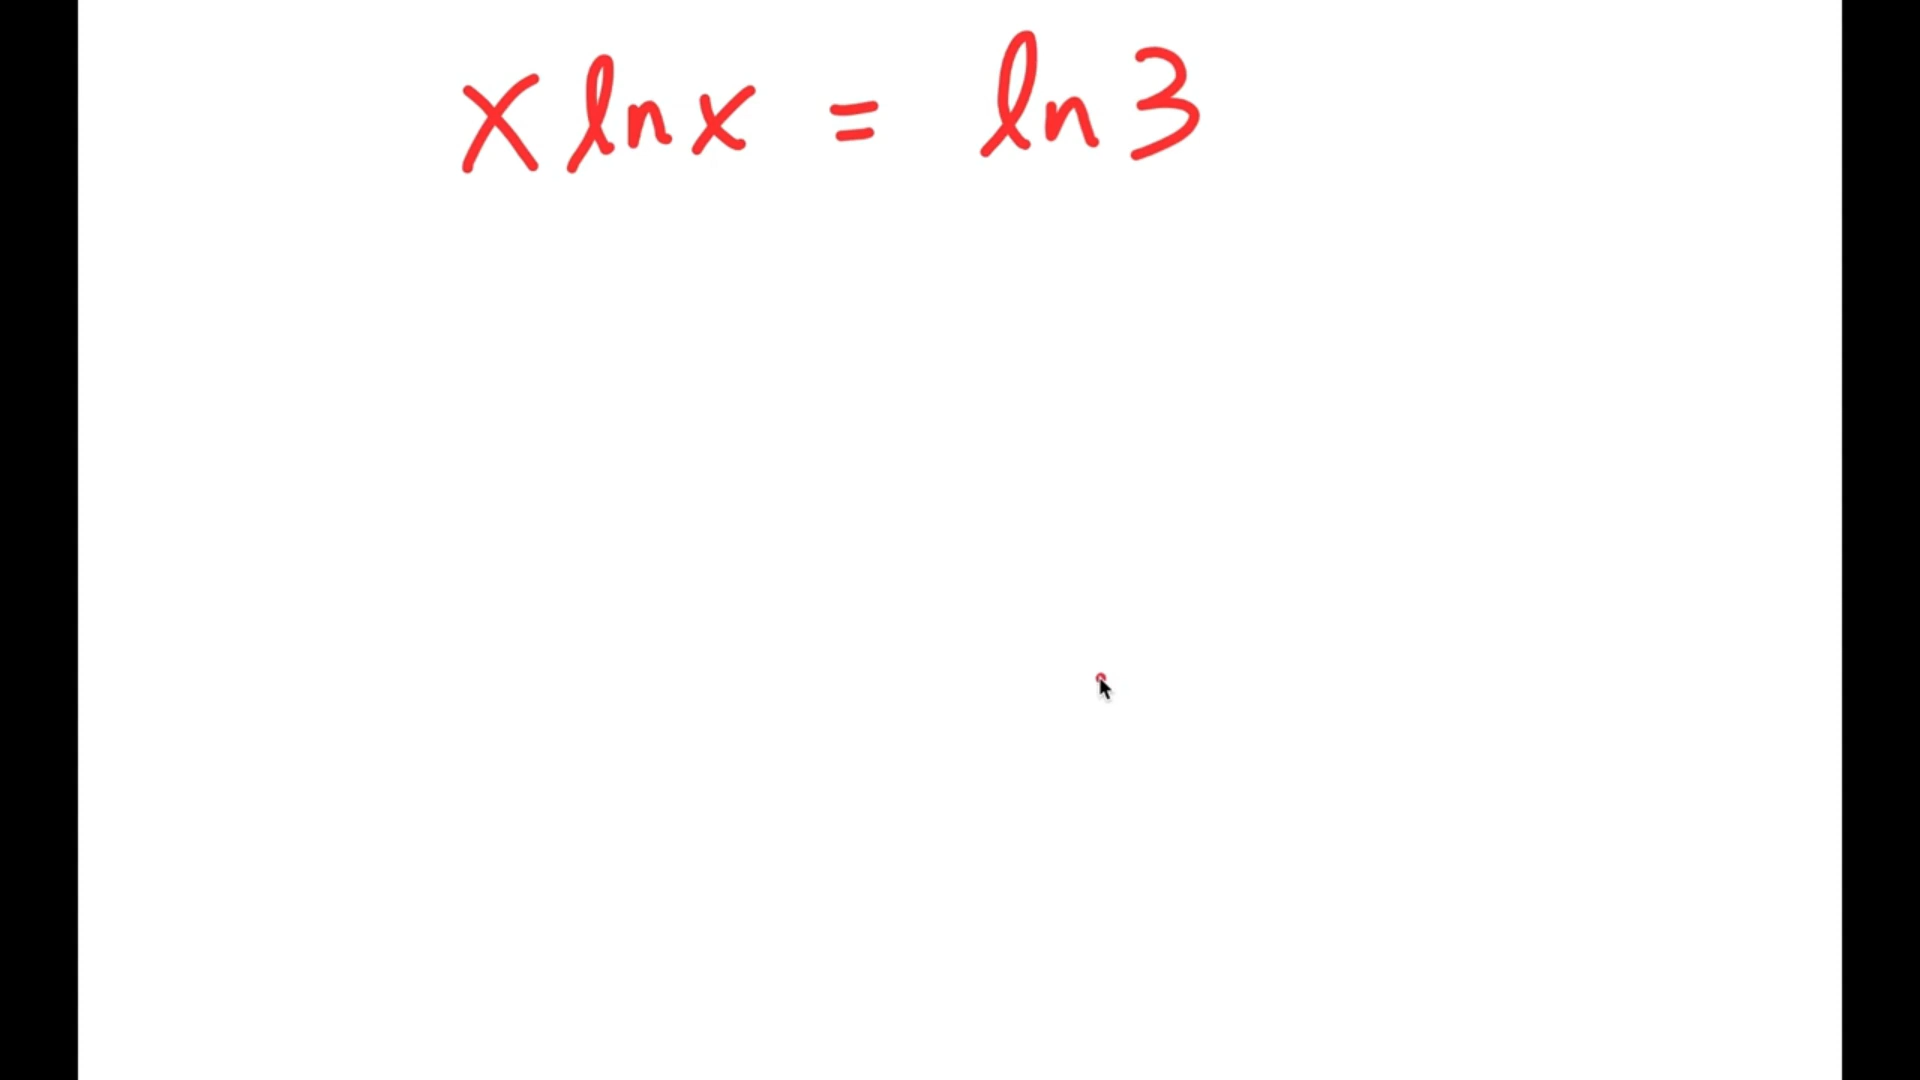 x ln x = ln 3